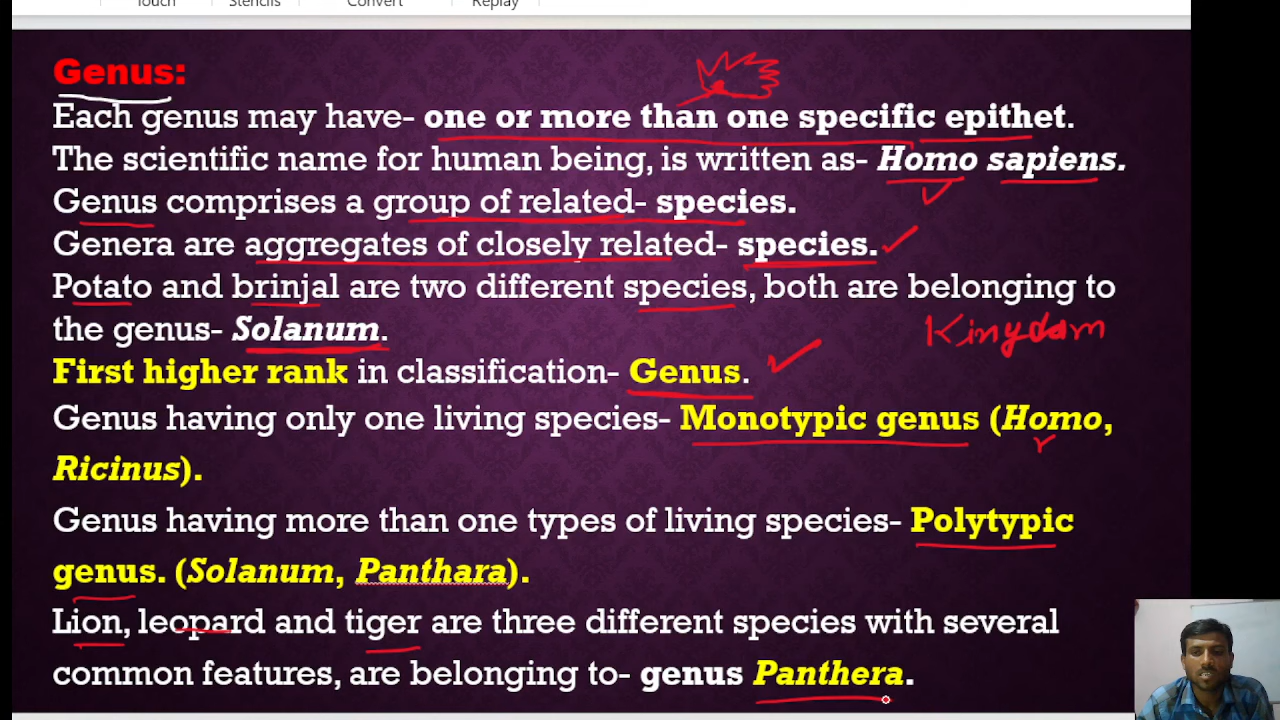 Touch Stencils Convert Replay
Genus:
Each genus may have- one or more than one specific epithet.
The scientific name for human being, is written as- Homo sapiens.
Genus comprises a group of related- species.
Genera are aggregates of closely related- species.
Potato and brinjal are two different species, both are belonging to
the genus- Solanum.
Kingdom
First higher rank in classification- Genus.
Genus having only one living species- Monotypic genus (Homo,
Ricinus).
Genus having more than one types of living species- Polytypic
genus. (Solanum, Panthara).
Lion, leopard and tiger are three different species with several
common features, are belonging to- genus Panthera.